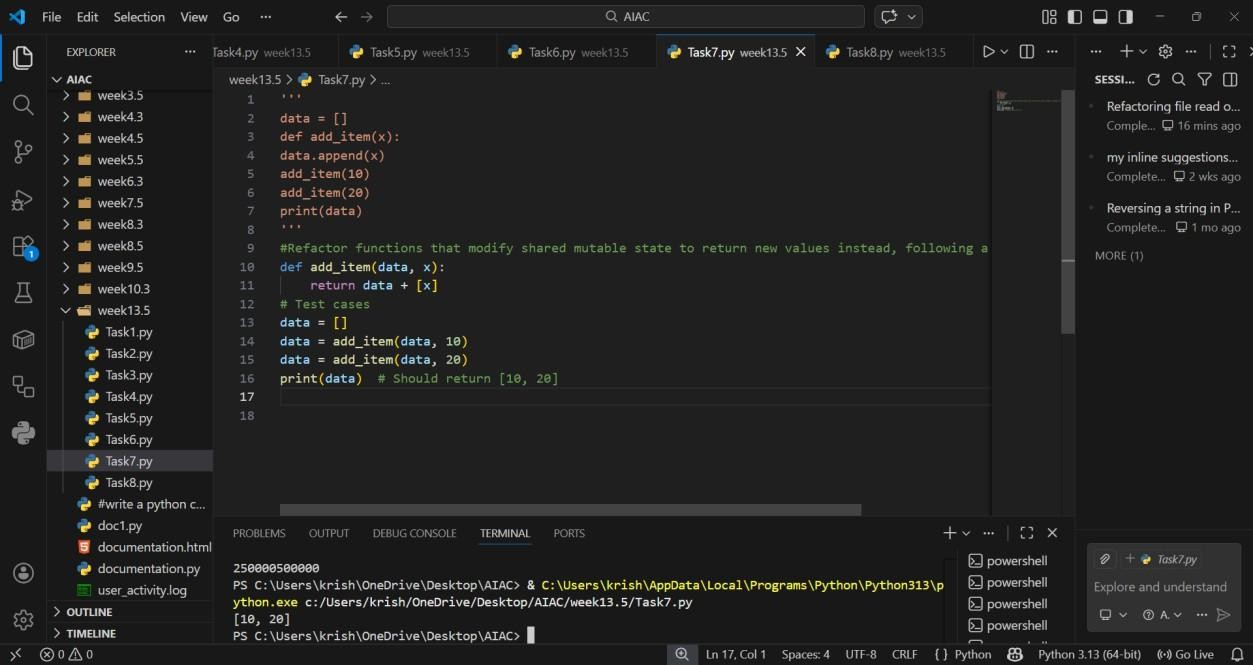 File Edit Selection View Go ··· ← → AIAC
EXPLORER ···
AIAC
week3.5
week4.3
week4.5
week5.5
week6.3
week7.5
week8.3
week8.5
week9.5
week10.3
week13.5
Task1.py
Task2.py
Task3.py
Task4.py
Task5.py
Task6.py
Task7.py
Task8.py
#write a python c...
doc1.py
documentation.html
documentation.py
user_activity.log
OUTLINE
TIMELINE
1
Task4.py week13.5 Task5.py week13.5 Task6.py week13.5 Task7.py week13.5 Task8.py week13.5
week13.5 > Task7.py > ...
1 '''
2 data = []
3 def add_item(x):
4 data.append(x)
5 add_item(10)
6 add_item(20)
7 print(data)
8 '''
9 #Refactor functions that modify shared mutable state to return new values instead, following a
10 def add_item(data, x):
11     return data + [x]
12 # Test cases
13 data = []
14 data = add_item(data, 10)
15 data = add_item(data, 20)
16 print(data)  # Should return [10, 20]
17
18
PROBLEMS OUTPUT DEBUG CONSOLE TERMINAL PORTS
250000500000
PS C:\Users\krish\OneDrive\Desktop\AIAC> & C:\Users\krish\AppData\Local\Programs\Python\Python313\p
ython.exe c:/Users/krish/OneDrive/Desktop/AIAC/week13.5/Task7.py
[10, 20]
PS C:\Users\krish\OneDrive\Desktop\AIAC>
powershell
powershell
powershell
powershell
SESSI...
Refactoring file read o...
Comple... 16 mins ago
my inline suggestions...
Complete... 2 wks ago
Reversing a string in P...
Complete... 1 mo ago
MORE (1)
Task7.py
Explore and understand
A.
0 0
Ln 17, Col 1 Spaces: 4 UTF-8 CRLF { } Python Python 3.13 (64-bit) Go Live